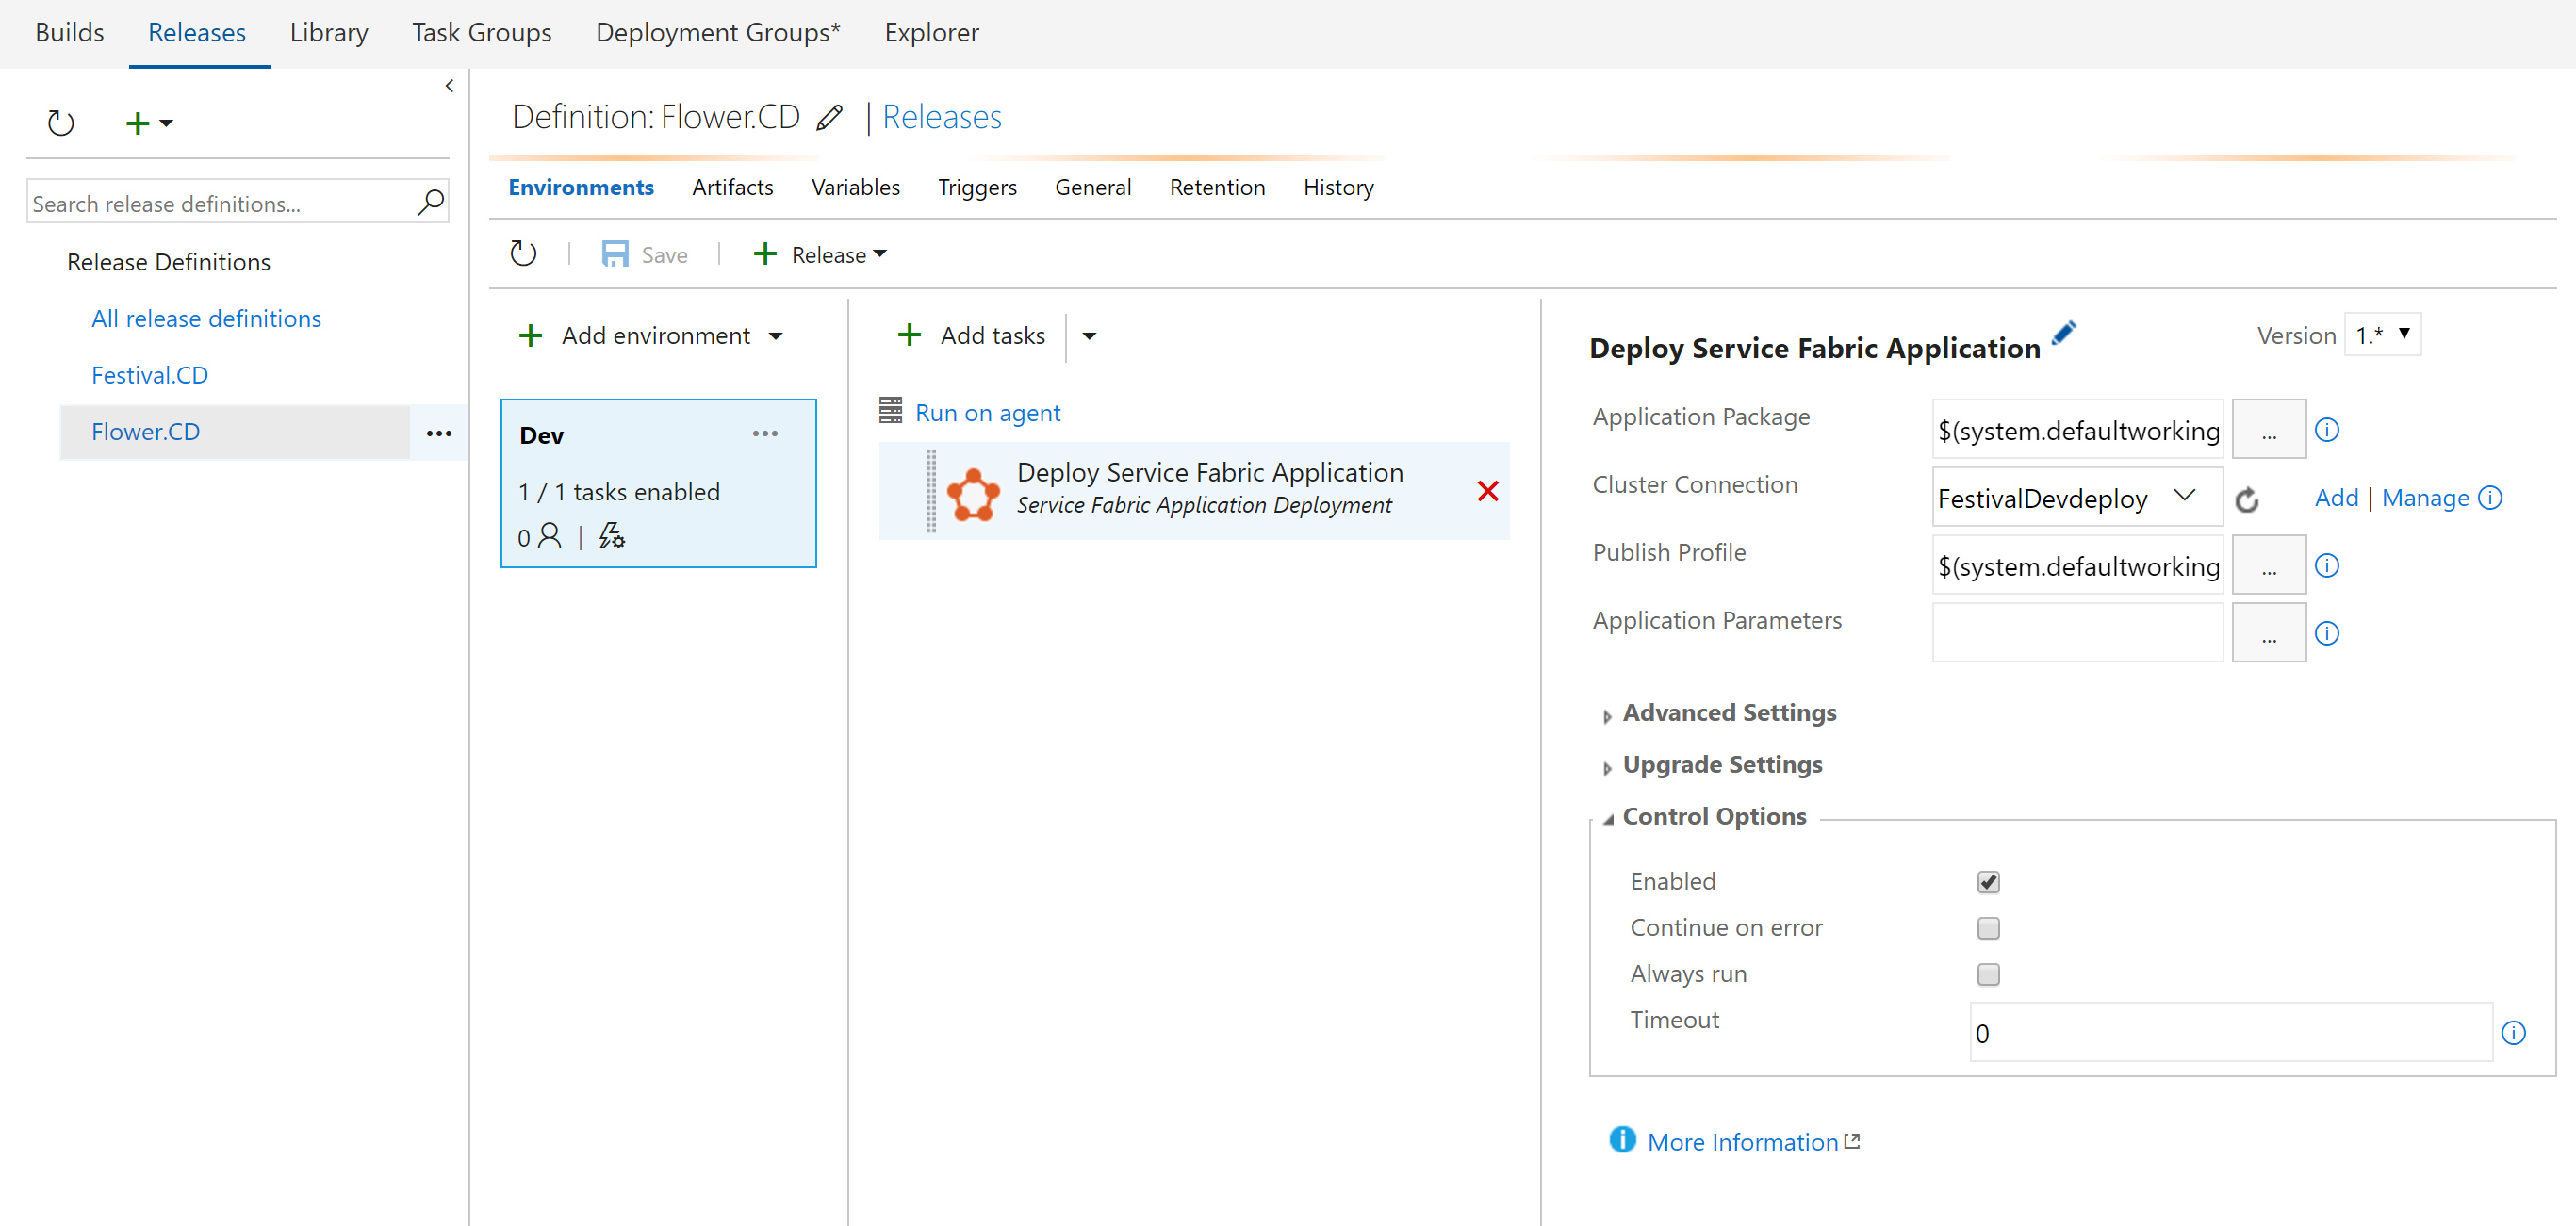 Builds
Releases
Library
Task Groups
Deployment Groups*
Explorer
Search release definitions...
Release Definitions
All release definitions
Festival.CD
Flower.CD
...
Definition: Flower.CD
| Releases
Environments
Artifacts
Variables
Triggers
General
Retention
History
Save
Release
Add environment
Dev
...
1 / 1 tasks enabled
0
Add tasks
Run on agent
Deploy Service Fabric Application
Service Fabric Application Deployment
Deploy Service Fabric Application
Version 1.*
Application Package
$(system.defaultworking
...
Cluster Connection
FestivalDevdeploy
Add | Manage
Publish Profile
$(system.defaultworking
...
Application Parameters
...
Advanced Settings
Upgrade Settings
Control Options
Enabled
Continue on error
Always run
Timeout
0
More Information